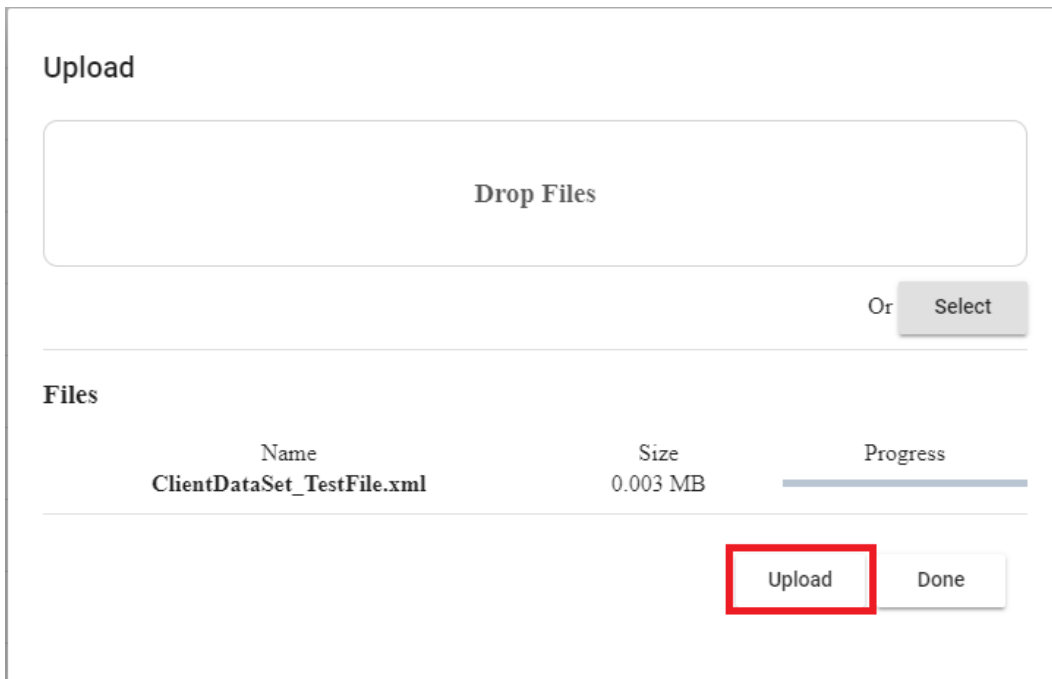 Upload
Drop Files
Or Select
Files
Name Size Progress
ClientDataSet_TestFile.xml 0.003 MB
Upload Done